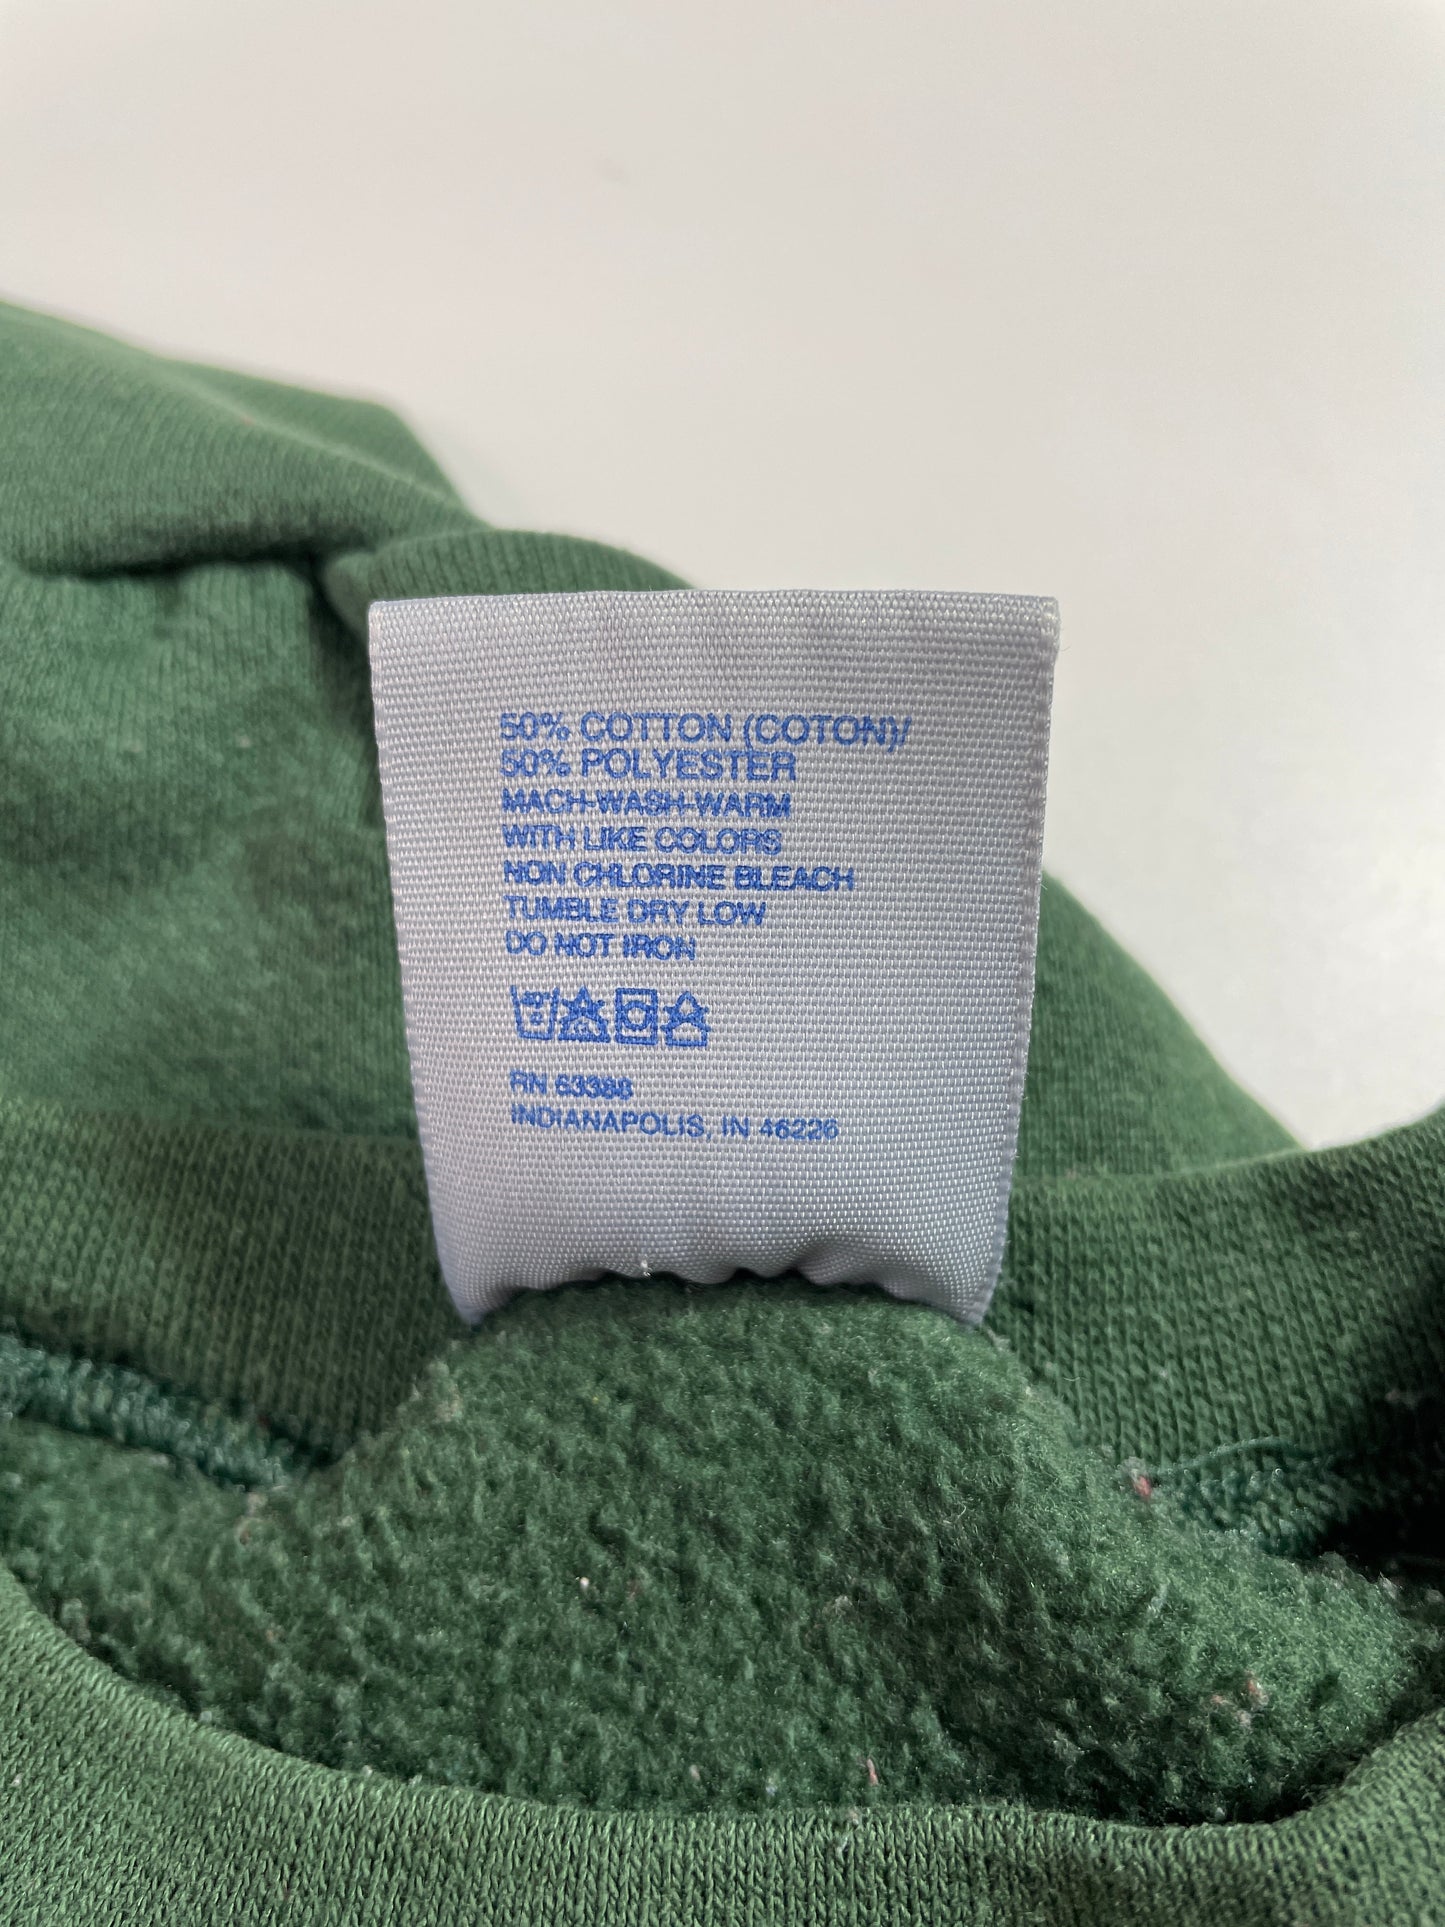 50% COTTON (COTON)/
50% POLYESTER
MACH-WASH-WARM
WITH LIKE COLORS
NON CHLORINE BLEACH
TUMBLE DRY LOW
DO NOT IRON
RN 63388
INDIANAPOLIS, IN 46226